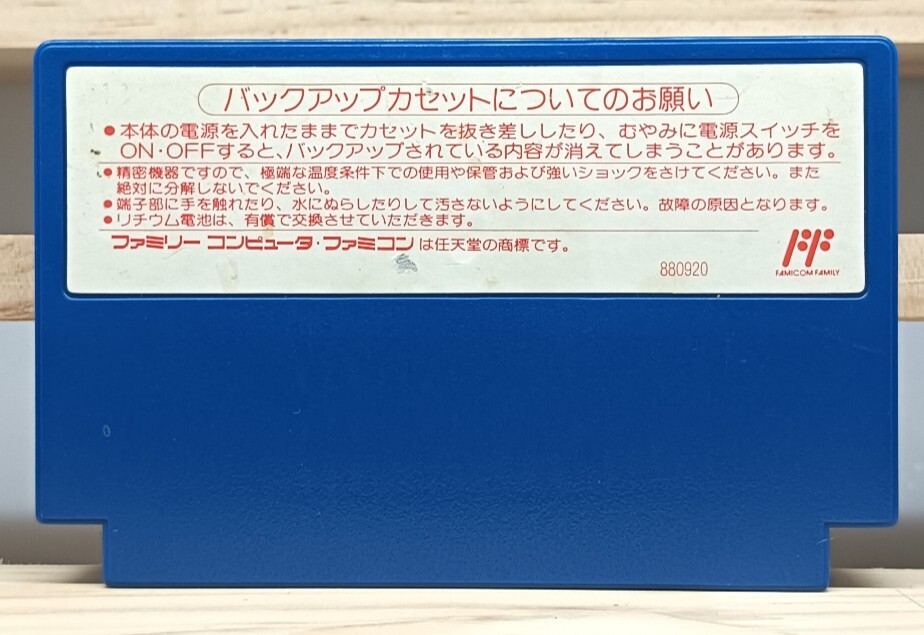 バックアップカセットについてのお願い
●本体の電源を入れたままでカセットを抜き差ししたり、むやみに電源スイッチを
ON・OFFすると、バックアップされている内容が消えてしまうことがあります。
●精密機器ですので、極端な温度条件下での使用や保管および強いショックをさけてください。また
絶対に分解しないでください。
●端子部に手を触れたり、水にぬらしたりして汚さないようにしてください。故障の原因となります。
●リチウム電池は、有償で交換させていただきます。
ファミリー コンピュータ・ファミコン は任天堂の商標です。
880920
FAMICOM FAMILY